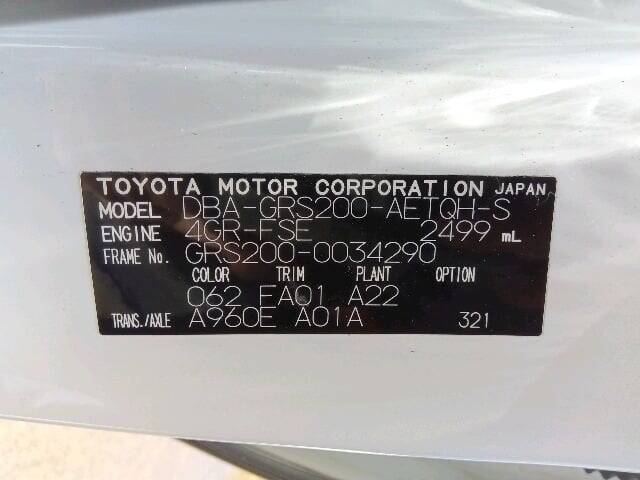 TOYOTA MOTOR CORPORATION JAPAN
MODEL DBA-GRS200-AETQH-S
ENGINE 4GR-FSE 2499 mL
FRAME No. GRS200-0034290
COLOR TRIM PLANT OPTION
062 EA01 A22
TRANS./AXLE A960E A01A 321